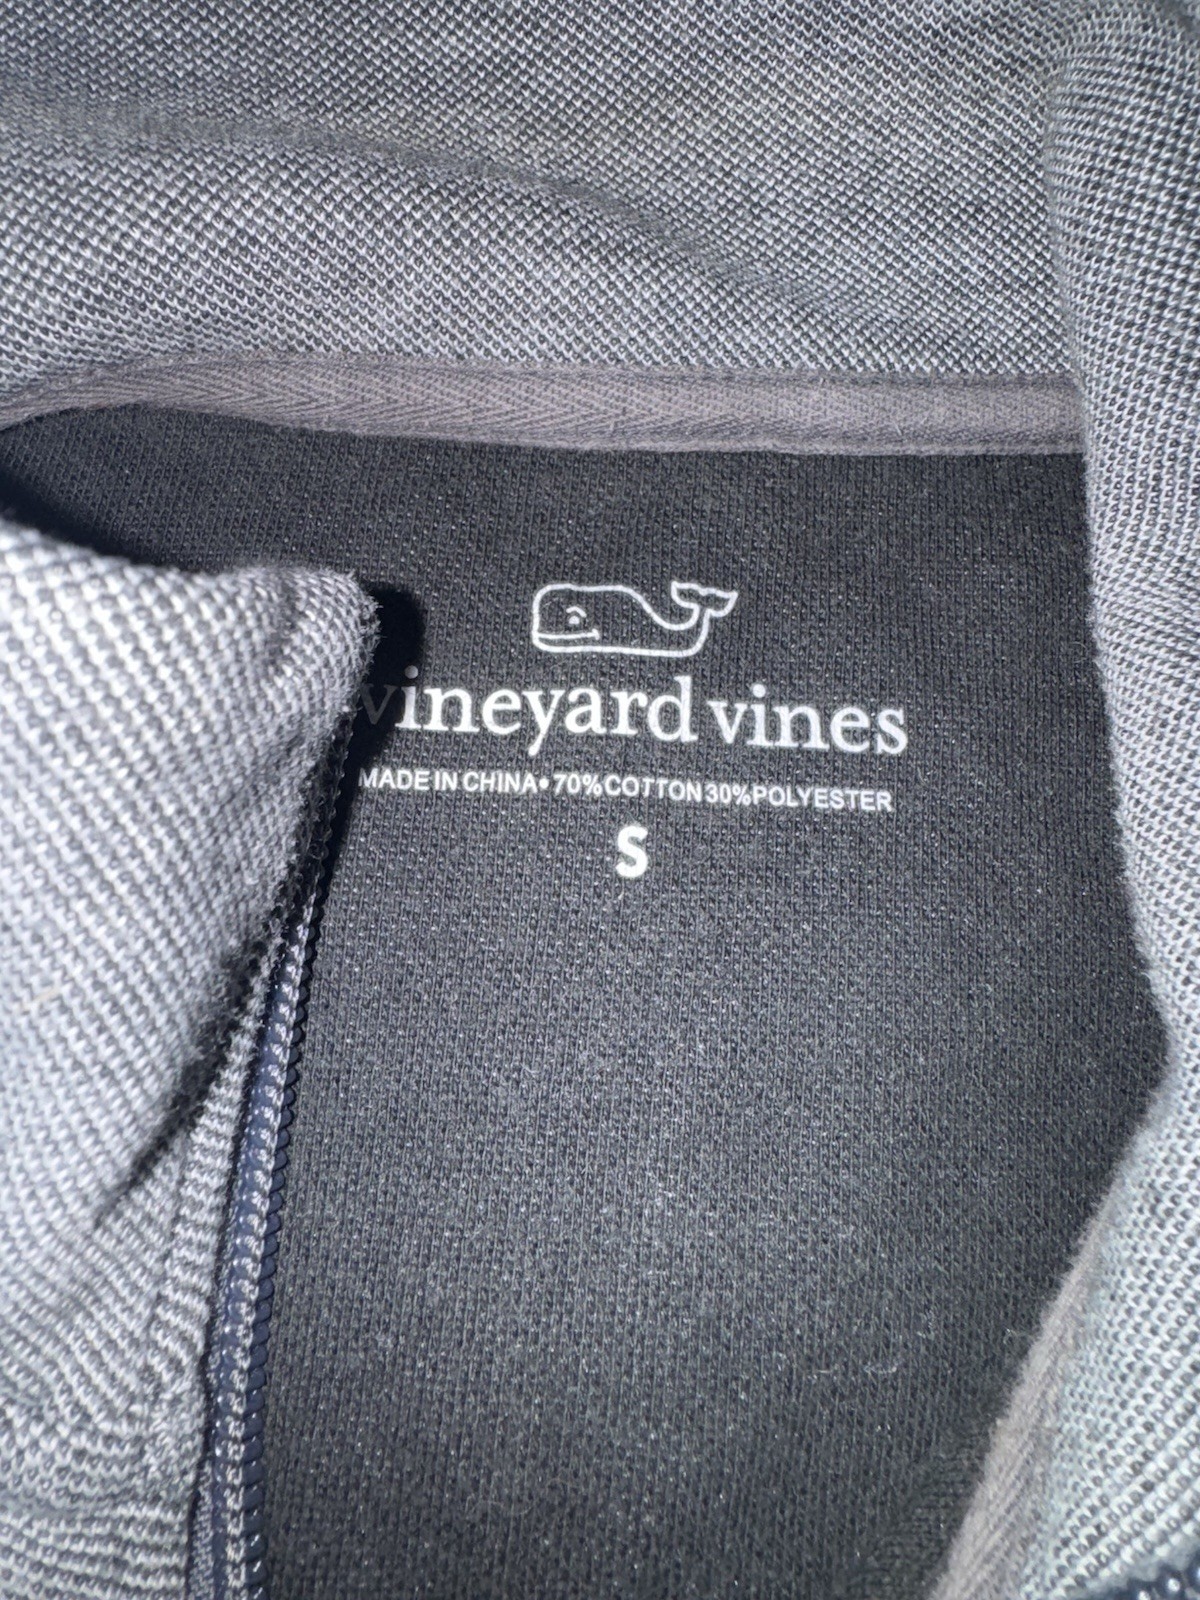 vineyard vines
MADE IN CHINA• 70%COTTON 30%POLYESTER
S